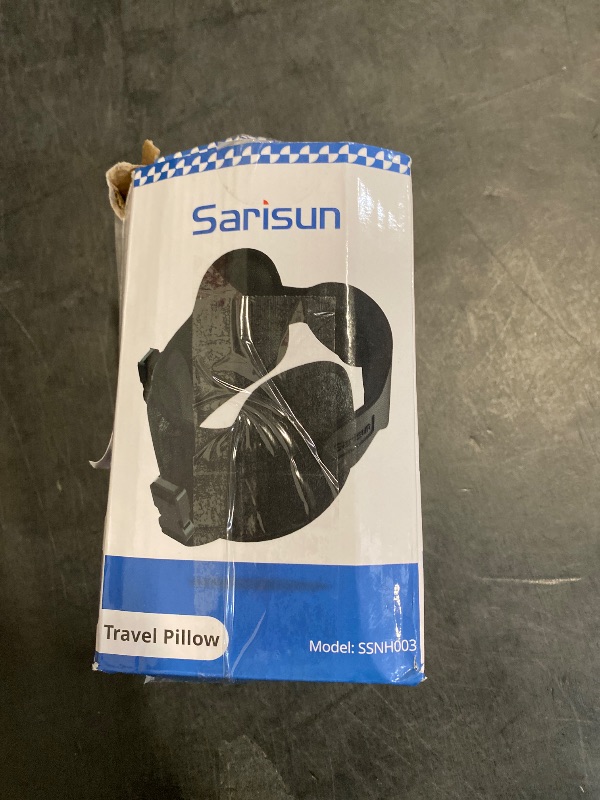 Sarisun
Travel Pillow
Model: SSNH003